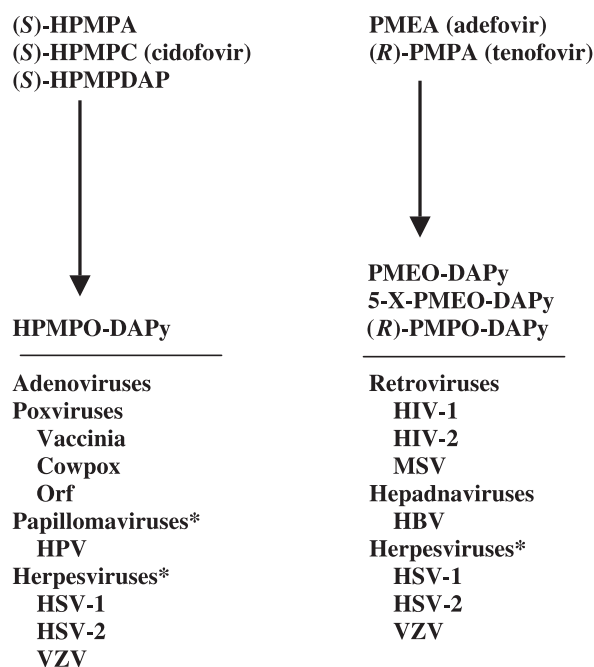 (S)-HPMPA
(S)-HPMPC (cidofovir)
(S)-HPMPDAP
HPMPO-DAPy
Adenoviruses
Poxviruses
Vaccinia
Cowpox
Orf
Papillomaviruses*
HPV
Herpesviruses*
HSV-1
HSV-2
VZV
PMEA (adefovir)
(R)-PMPA (tenofovir)
PMEO-DAPy
5-X-PMEO-DAPy
(R)-PMPO-DAPy
Retroviruses
HIV-1
HIV-2
MSV
Hepadnaviruses
HBV
Herpesviruses*
HSV-1
HSV-2
VZV